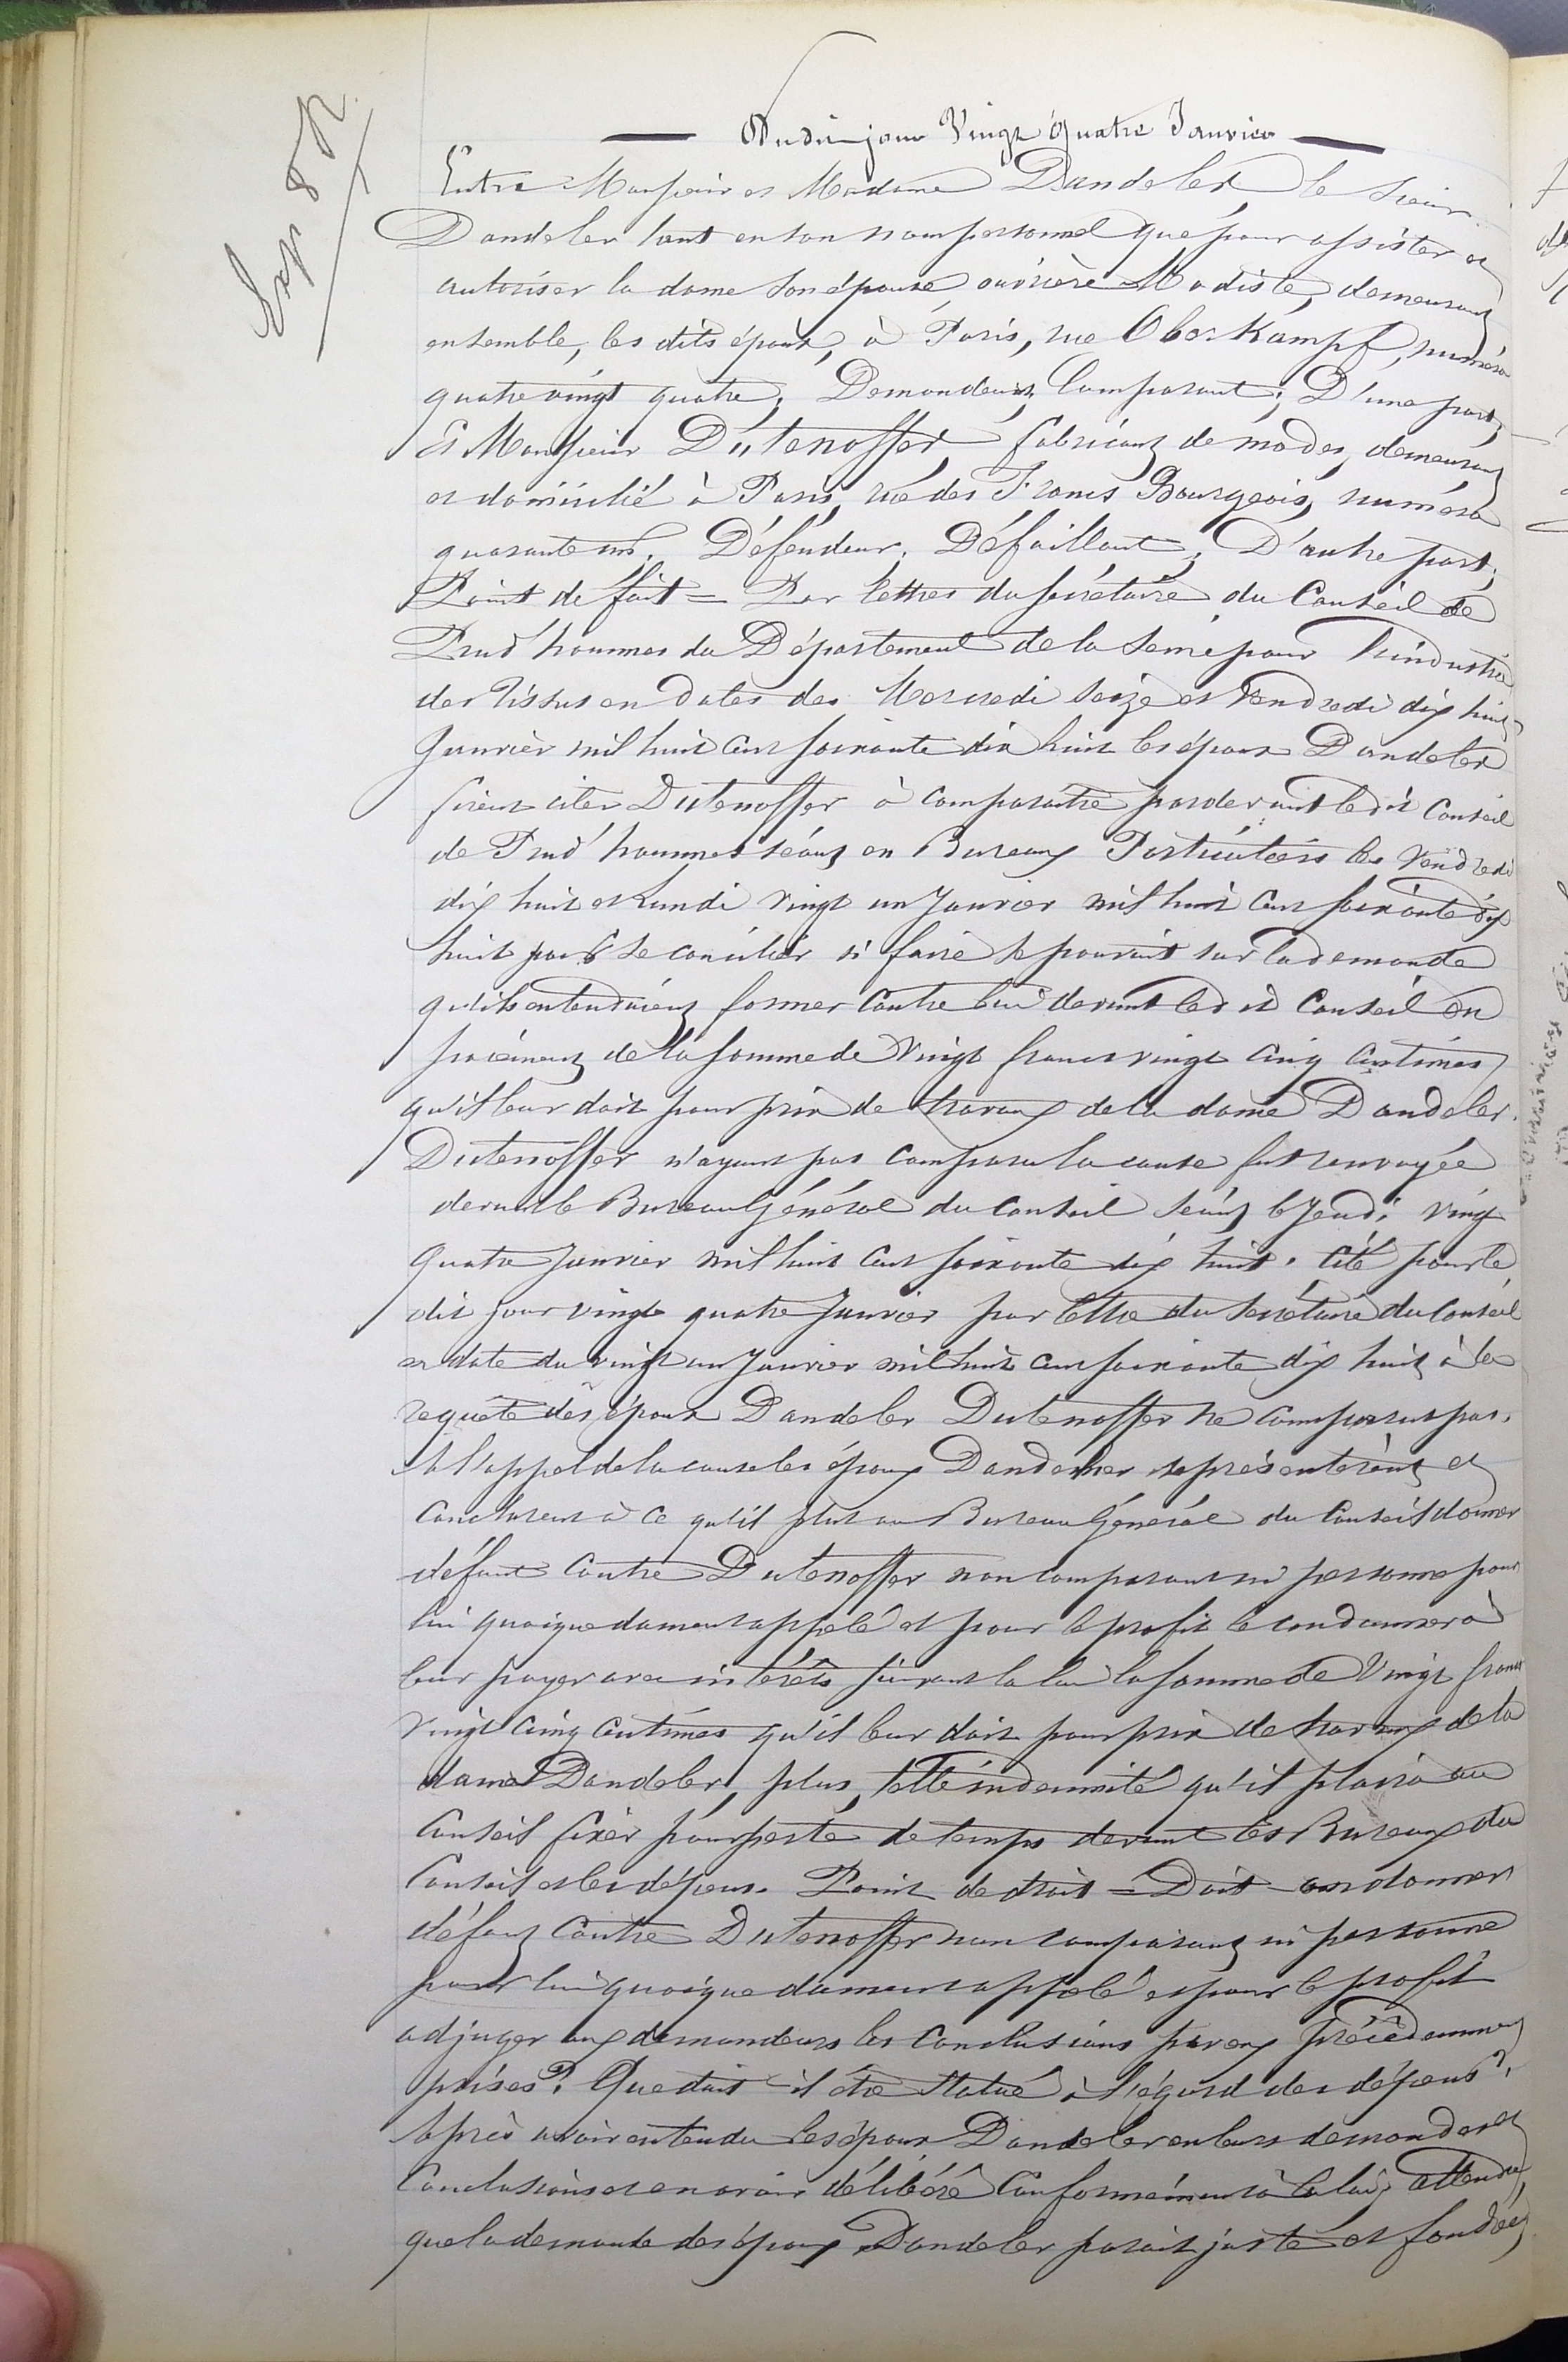 Exp 8 R.
Du dit jour Vingt Quatre Janvier
Entre Monsieur et Madame Dandeler le sieur
Dandeler tant en son nom personnel que pour assister et
autoriser la dame son épouse ouvrière Modiste, demeurant
ensemble, les dits époux, à Paris, rue Oberkampf, numéro
quatre vingt quatre; Demandeurs; Comparant; D'une part;
Et Monsieur Dutenoffer, fabricant de modes, demeurant
et domicilié à Paris, rue des Francs Bourgeois, numéro
quarante un; Défendeur; Défaillant; D'autre part;
Point de fait = Par lettres du secrétaire du Conseil de
Prud'hommes du Département de la Seine pour l'industrie
des Tissus en dates des Mercredi seize et Vendredi dix huit
Janvier mil huit cent soixante dix huit les époux Dandeler
firent citer Dutenoffer à comparaître par devant le dit Conseil
de Prud'hommes séant en Bureaux Particuliers les Vendredi
dix huit et Lundi vingt un Janvier mil huit cent soixante dix
huit pour se concilier si faire se pouvait sur la demande
qu'ils entendaient former contre lui devant le dit Conseil en
paiement de la somme de Vingt francs vingt cinq centimes
qu'il leur doit pour prix de travaux de la dame Dandeler.
Dutenoffer n'ayant pas comparu la cause fut renvoyée
devant le Bureau Général du Conseil séant le Jeudi vingt
quatre Janvier mil huit cent soixante dix huit. Cité pour le
dit jour vingt quatre Janvier par lettre du secrétaire du Conseil
en date du vingt un Janvier mil huit cent soixante dix huit à la
requête des époux Dandeler Dutenoffer ne comparut pas.
A l'appel de la cause les époux Dandeler se présentèrent et
conclurent à ce qu'il plut au Bureau Général du Conseil donner
défaut contre Dutenoffer non comparant ni personne pour
lui quoique dument appelé et pour le profit le condamner à
leur payer avec intérêts suivant la loi la somme de Vingt francs
vingt cinq centimes qu'il leur doit pour prix de travaux de la
dame Dandeler, plus, telle indemnité qu'il plaira au
Conseil fixer pour perte de temps devant les Bureaux du
Conseil et les dépens. Point de droit = Doit-on donner
défaut contre Dutenoffer non comparant ni personne
pour lui quoique dument appelé et pour le profit
adjuger aux demandeurs les conclusions par eux précédemment
prises? Que doit-il être statué à l'égard des dépens?
Après avoir entendu les époux Dandeler en leurs demandes et
conclusions et en avoir délibéré conformément à la loi; attendu
que la demande des époux Dandeler parait juste et fondée;